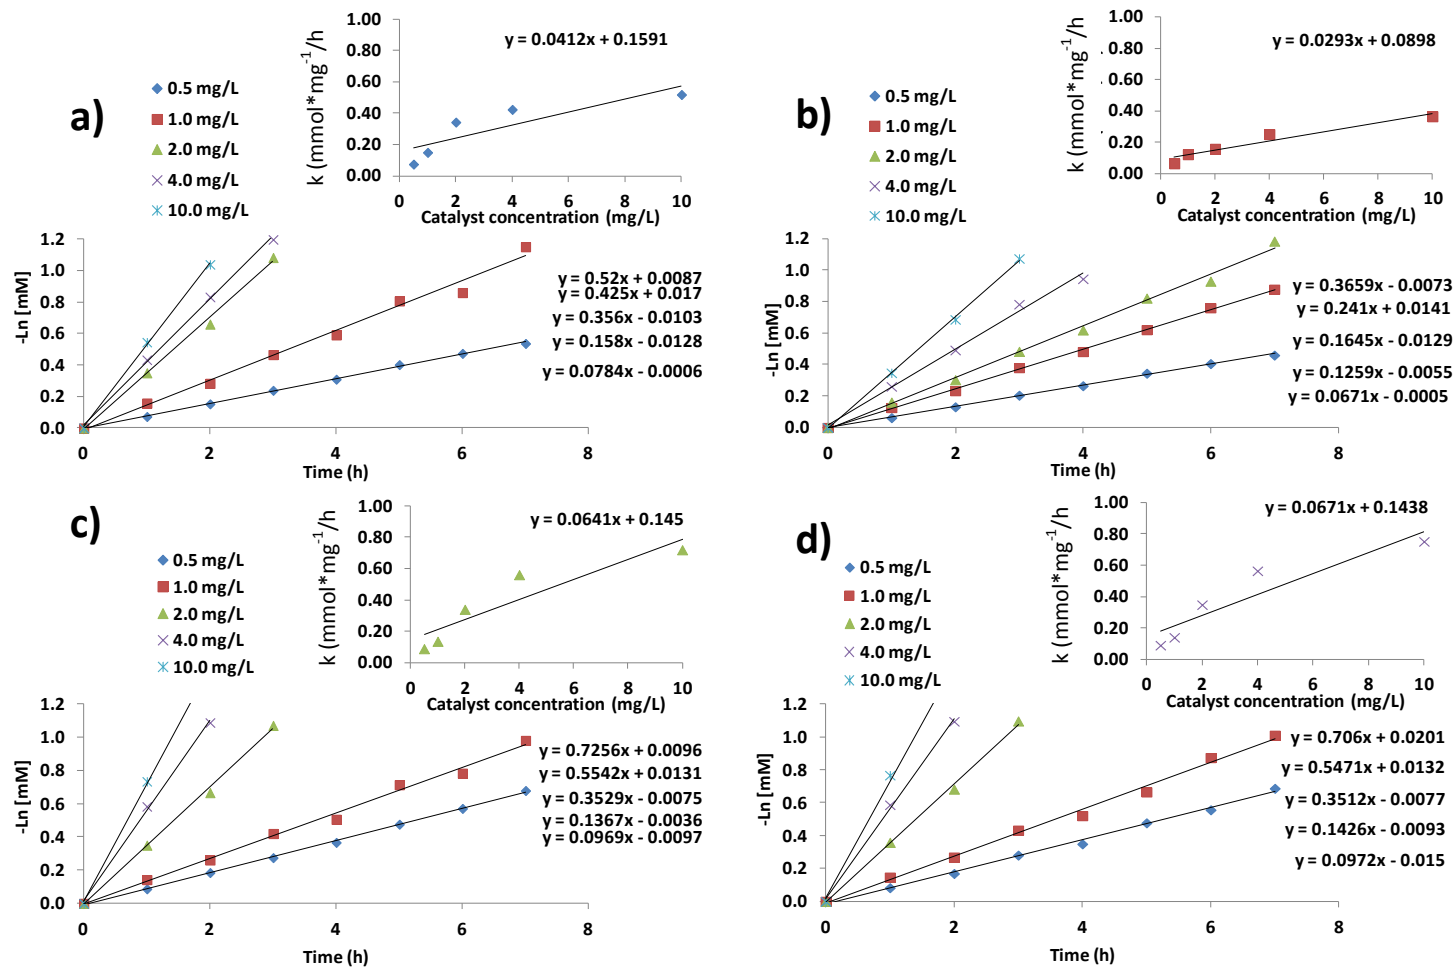 a)
0.5 mg/L
1.0 mg/L
2.0 mg/L
4.0 mg/L
10.0 mg/L
k (mmol*mg⁻¹/h
1.00
0.80
0.60
0.40
0.20
0.00
y = 0.0412x + 0.1591
0 2 4 6 8 10
Catalyst concentration (mg/L)
-Ln [mM]
1.2
1.0
0.8
0.6
0.4
0.2
0.0
y = 0.52x + 0.0087
y = 0.425x + 0.017
y = 0.356x - 0.0103
y = 0.158x - 0.0128
y = 0.0784x - 0.0006
0 2 4 6 8
Time (h)
b)
0.5 mg/L
1.0 mg/L
2.0 mg/L
4.0 mg/L
10.0 mg/L
k (mmol*mg⁻¹/h
1.00
0.80
0.60
0.40
0.20
0.00
y = 0.0293x + 0.0898
0 2 4 6 8 10
Catalyst concentration (mg/L)
-Ln [mM]
1.2
1.0
0.8
0.6
0.4
0.2
0.0
y = 0.3659x - 0.0073
y = 0.241x + 0.0141
y = 0.1645x - 0.0129
y = 0.1259x - 0.0055
y = 0.0671x - 0.0005
0 2 4 6 8
Time (h)
c)
0.5 mg/L
1.0 mg/L
2.0 mg/L
4.0 mg/L
10.0 mg/L
k (mmol*mg⁻¹/h
1.00
0.80
0.60
0.40
0.20
0.00
y = 0.0641x + 0.145
0 2 4 6 8 10
Catalyst concentration (mg/L)
-Ln [mM]
1.2
1.0
0.8
0.6
0.4
0.2
0.0
y = 0.7256x + 0.0096
y = 0.5542x + 0.0131
y = 0.3529x - 0.0075
y = 0.1367x - 0.0036
y = 0.0969x - 0.0097
0 2 4 6 8
Time (h)
d)
0.5 mg/L
1.0 mg/L
2.0 mg/L
4.0 mg/L
10.0 mg/L
k (mmol*mg⁻¹/h
1.00
0.80
0.60
0.40
0.20
0.00
y = 0.0671x + 0.1438
0 2 4 6 8 10
Catalyst concentration (mg/L)
-Ln [mM]
1.2
1.0
0.8
0.6
0.4
0.2
0.0
y = 0.706x + 0.0201
y = 0.5471x + 0.0132
y = 0.3512x - 0.0077
y = 0.1426x - 0.0093
y = 0.0972x - 0.015
0 2 4 6 8
Time (h)